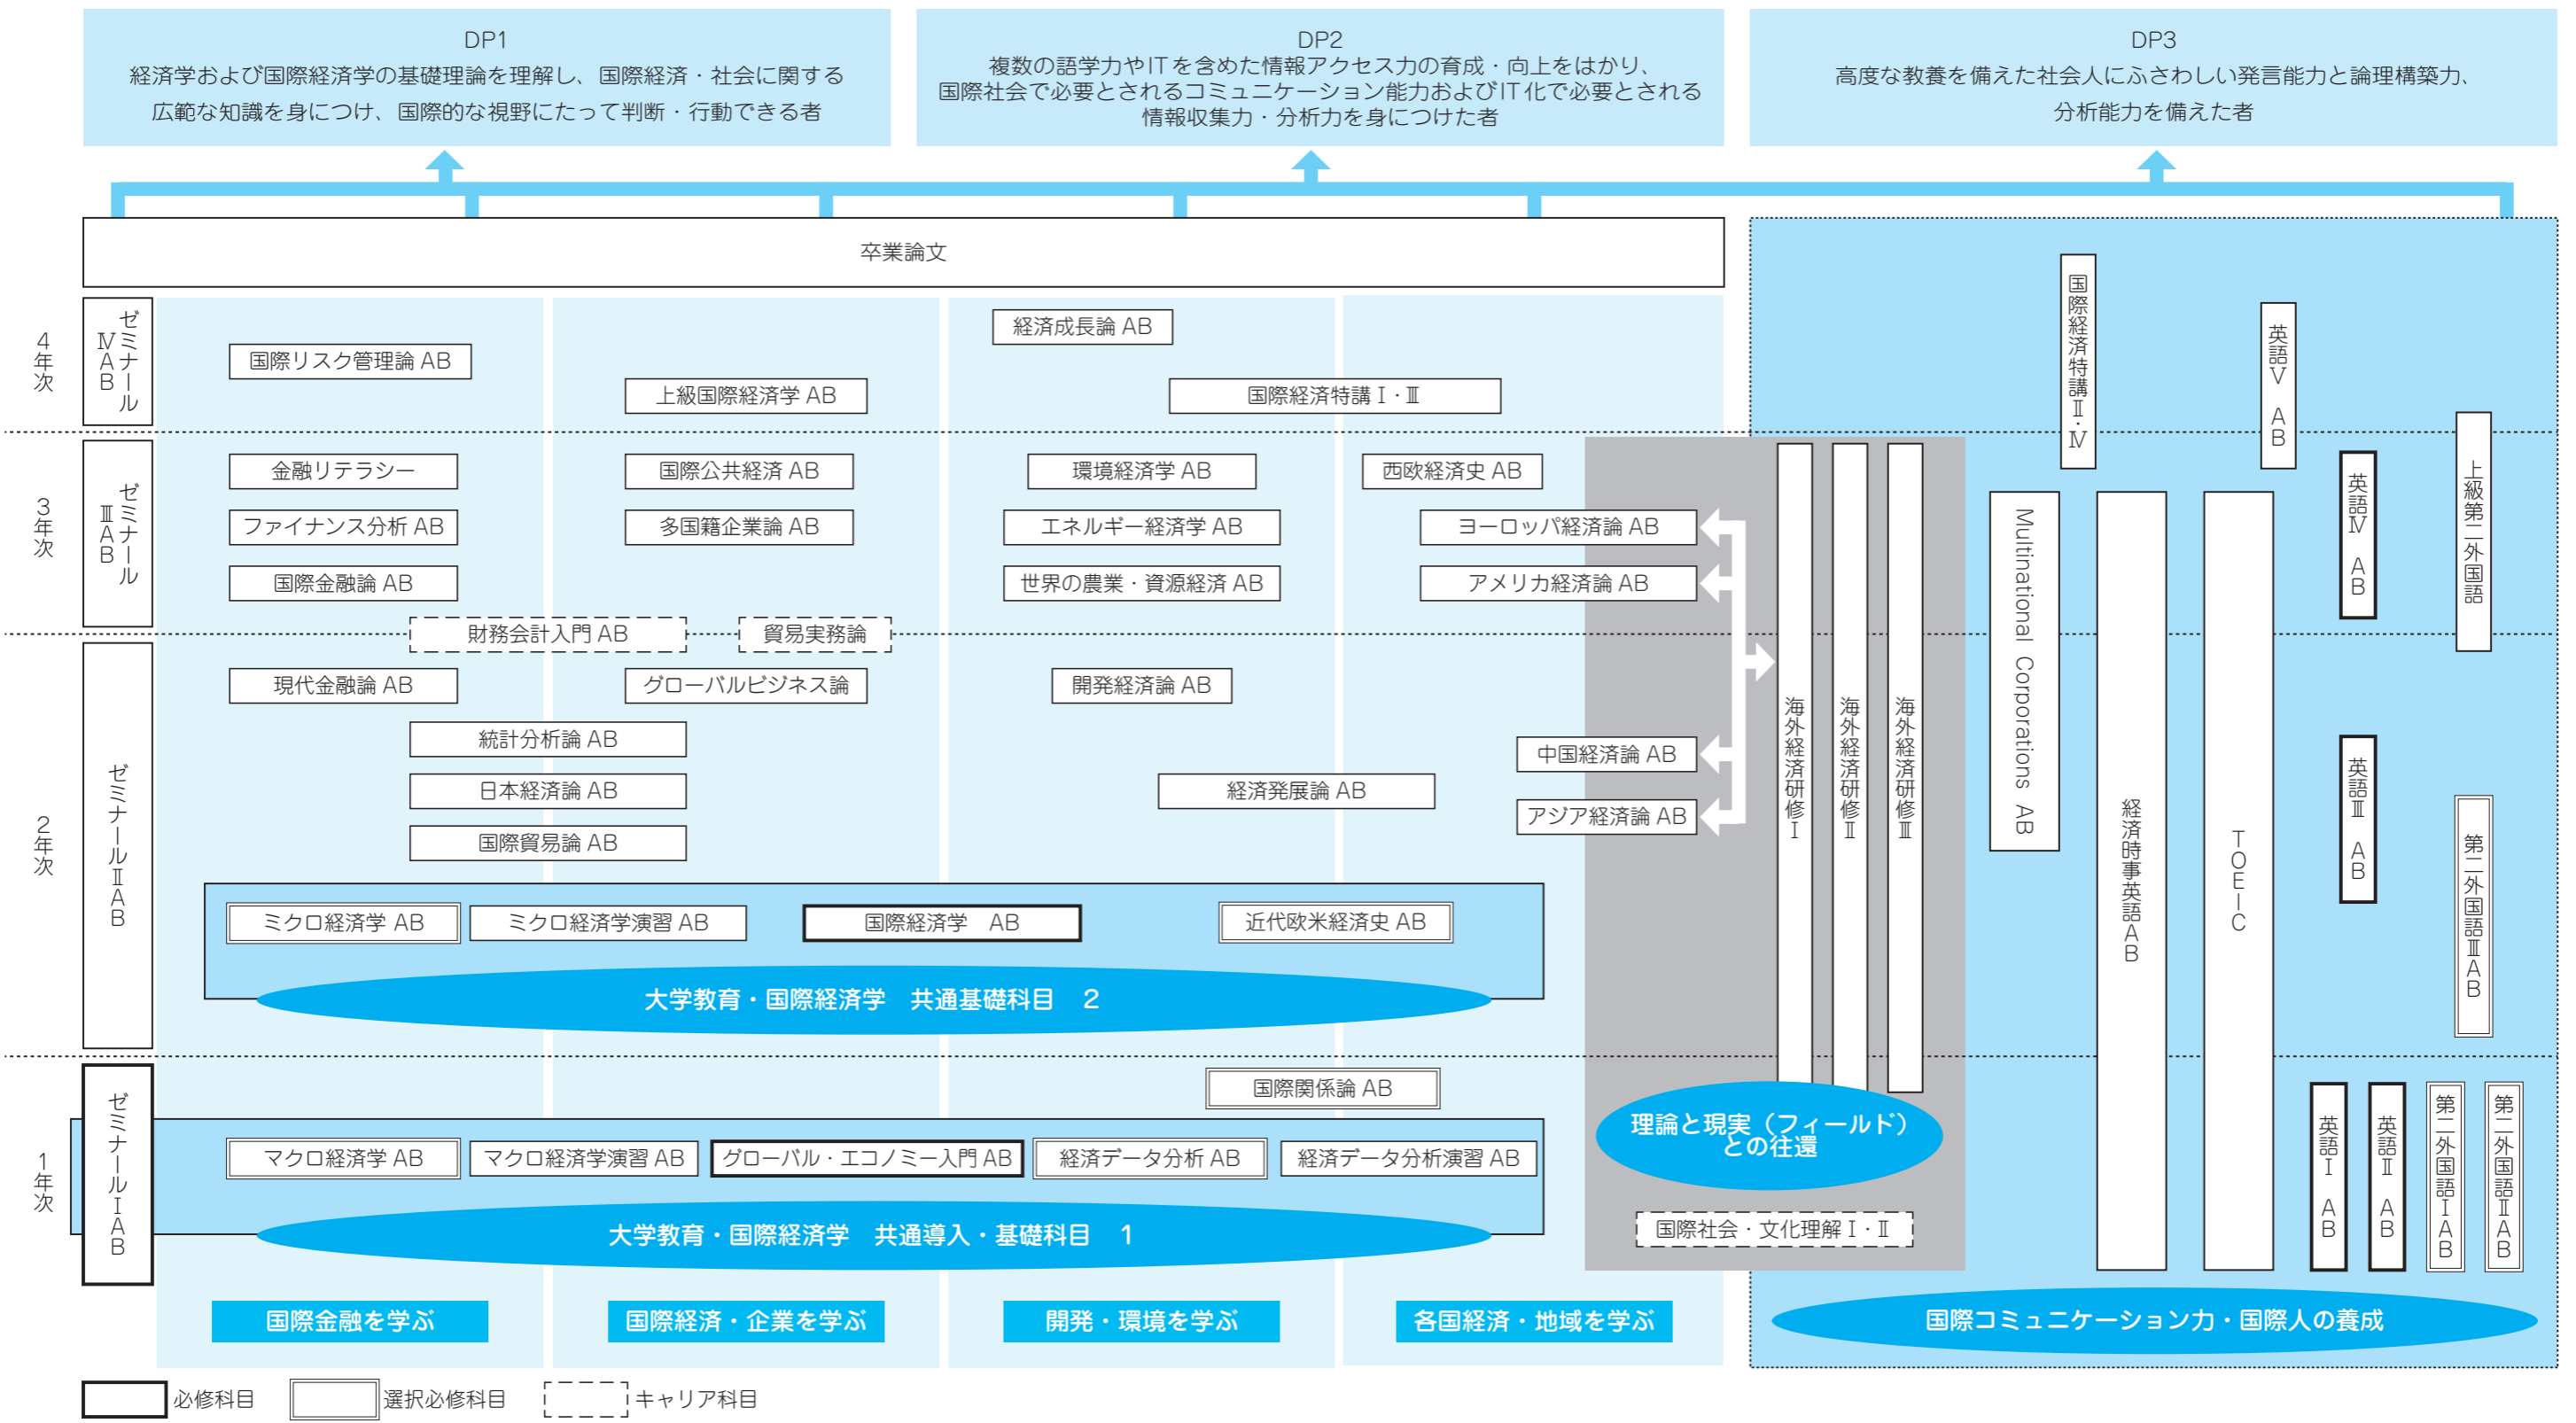 DP1
経済学および国際経済学の基礎理論を理解し、国際経済・社会に関する
広範な知識を身につけ、国際的な視野にたって判断・行動できる者
DP2
複数の語学力やITを含めた情報アクセス力の育成・向上をはかり、
国際社会で必要とされるコミュニケーション能力およびIT化で必要とされる
情報収集力・分析力を身につけた者
DP3
高度な教養を備えた社会人にふさわしい発言能力と論理構築力、
分析能力を備えた者
卒業論文
4年次
ゼミナール
ⅣAB
経済成長論 AB
国際リスク管理論 AB
上級国際経済学 AB
国際経済特講 Ⅰ・Ⅲ
3年次
ゼミナール
ⅢAB
金融リテラシー
国際公共経済 AB
環境経済学 AB
西欧経済史 AB
ファイナンス分析 AB
多国籍企業論 AB
エネルギー経済学 AB
ヨーロッパ経済論 AB
国際金融論 AB
世界の農業・資源経済 AB
アメリカ経済論 AB
財務会計入門 AB
貿易実務論
2年次
ゼミナールⅡAB
現代金融論 AB
グローバルビジネス論
開発経済論 AB
統計分析論 AB
中国経済論 AB
日本経済論 AB
経済発展論 AB
アジア経済論 AB
国際貿易論 AB
ミクロ経済学 AB
ミクロ経済学演習 AB
国際経済学　AB
近代欧米経済史 AB
大学教育・国際経済学　共通基礎科目　2
1年次
ゼミナールⅠAB
国際関係論 AB
マクロ経済学 AB
マクロ経済学演習 AB
グローバル・エコノミー入門 AB
経済データ分析 AB
経済データ分析演習 AB
大学教育・国際経済学　共通導入・基礎科目　1
海外経済研修Ⅰ
海外経済研修Ⅱ
海外経済研修Ⅲ
理論と現実（フィールド）
との往還
国際社会・文化理解 Ⅰ・Ⅱ
国際経済特講Ⅱ・Ⅳ
英語Ⅴ　AB
上級第二外国語
英語Ⅳ　AB
Multinational Corporations AB
経済時事英語AB
TOEIC
英語Ⅲ　AB
第二外国語ⅢAB
英語Ⅰ　AB
英語Ⅱ　AB
第二外国語ⅠAB
第二外国語ⅡAB
国際金融を学ぶ
国際経済・企業を学ぶ
開発・環境を学ぶ
各国経済・地域を学ぶ
国際コミュニケーション力・国際人の養成
必修科目
選択必修科目
キャリア科目